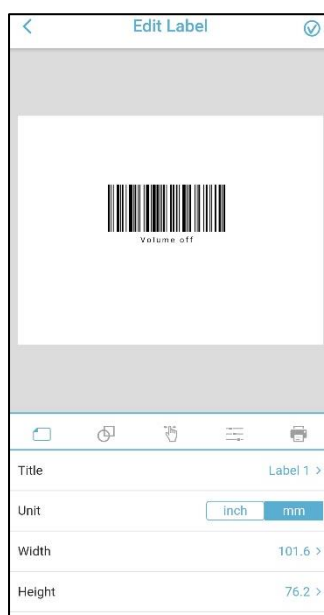 Edit Label
Volume off
Title Label 1 >
Unit inch mm
Width 101.6 >
Height 76.2 >